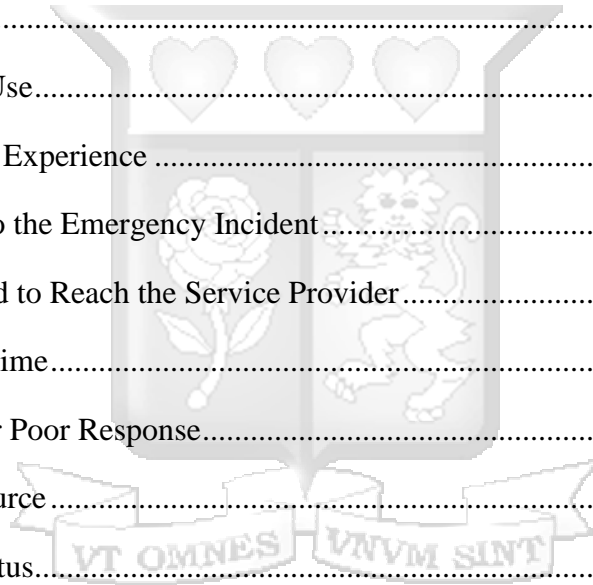 ................................................................................
Use................................................................................
Experience ................................................................................
o the Emergency Incident................................................................................
d to Reach the Service Provider................................................................................
ime................................................................................
r Poor Response................................................................................
urce................................................................................
VT OMNES VNVM SINT
tus................................................................................